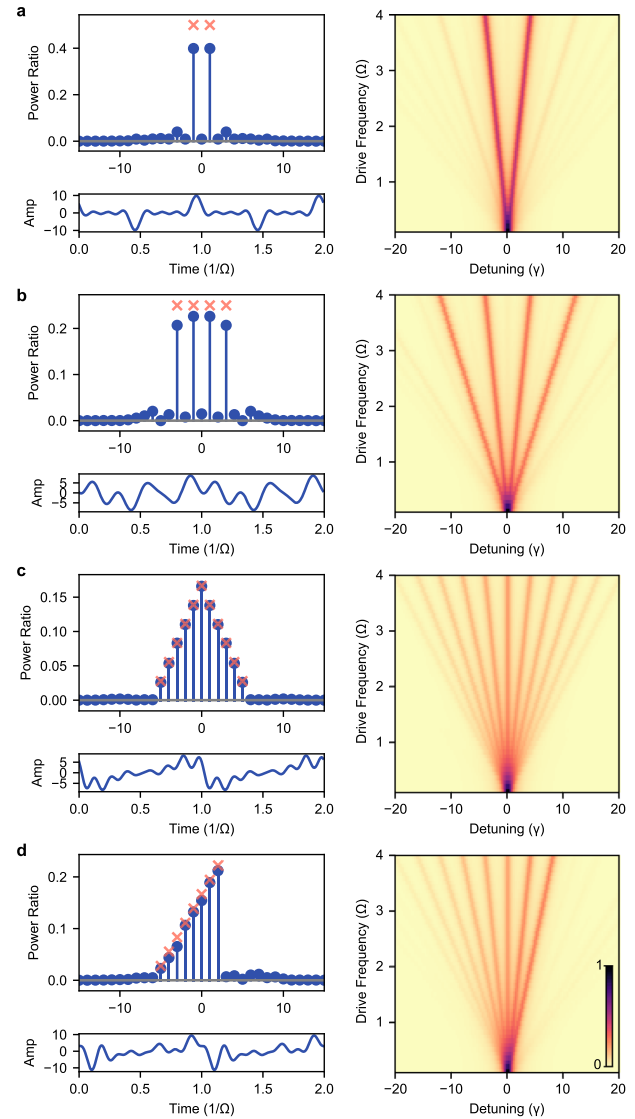 a
Power Ratio
0.4
0.2
0.0
−10 0 10
Amp
10
0
−10
0.0 0.5 1.0 1.5 2.0
Time (1/Ω)
Drive Frequency (Ω)
4
3
2
1
−20 −10 0 10 20
Detuning (γ)
b
Power Ratio
0.2
0.1
0.0
−10 0 10
Amp
5
0
−5
0.0 0.5 1.0 1.5 2.0
Time (1/Ω)
Drive Frequency (Ω)
4
3
2
1
−20 −10 0 10 20
Detuning (γ)
c
Power Ratio
0.15
0.10
0.05
0.00
−10 0 10
Amp
5
0
−5
0.0 0.5 1.0 1.5 2.0
Time (1/Ω)
Drive Frequency (Ω)
4
3
2
1
−20 −10 0 10 20
Detuning (γ)
d
Power Ratio
0.2
0.1
0.0
−10 0 10
Amp
10
0
−10
0.0 0.5 1.0 1.5 2.0
Time (1/Ω)
Drive Frequency (Ω)
4
3
2
1
1
0
−20 −10 0 10 20
Detuning (γ)